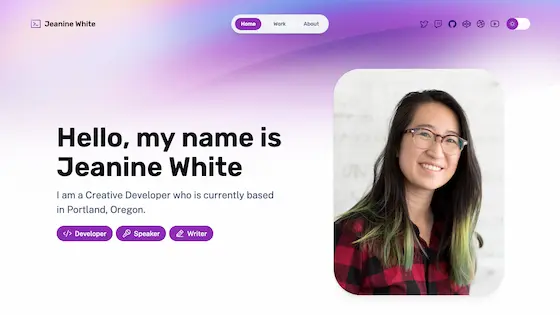 Jeanine White
Home
Work
About
Hello, my name is
Jeanine White
I am a Creative Developer who is currently based
in Portland, Oregon.
Developer
Speaker
Writer